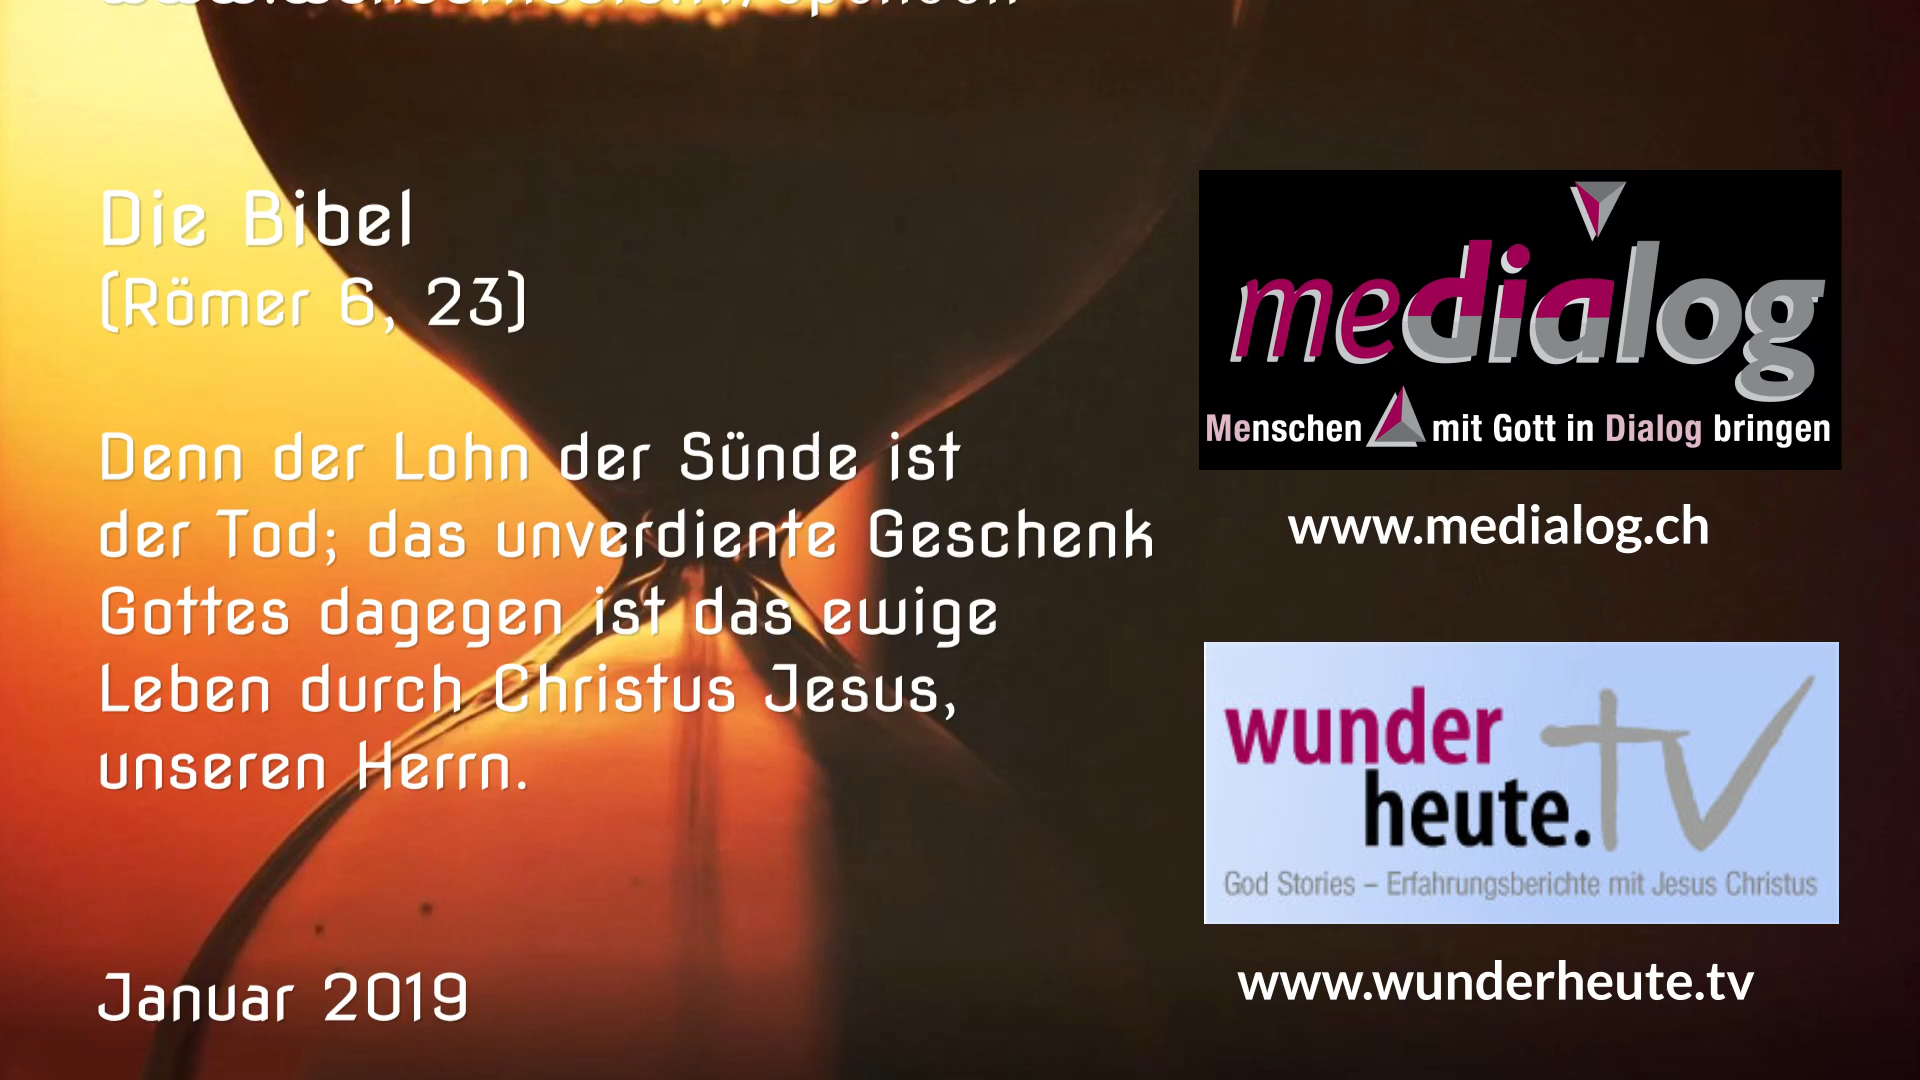 Die Bibel
(Römer 6, 23)
Denn der Lohn der Sünde ist
der Tod; das unverdiente Geschenk
Gottes dagegen ist das ewige
Leben durch Christus Jesus,
unseren Herrn.
Januar 2019
medialog
Menschen mit Gott in Dialog bringen
www.medialog.ch
wunder
heute.tv
God Stories – Erfahrungsberichte mit Jesus Christus
www.wunderheute.tv